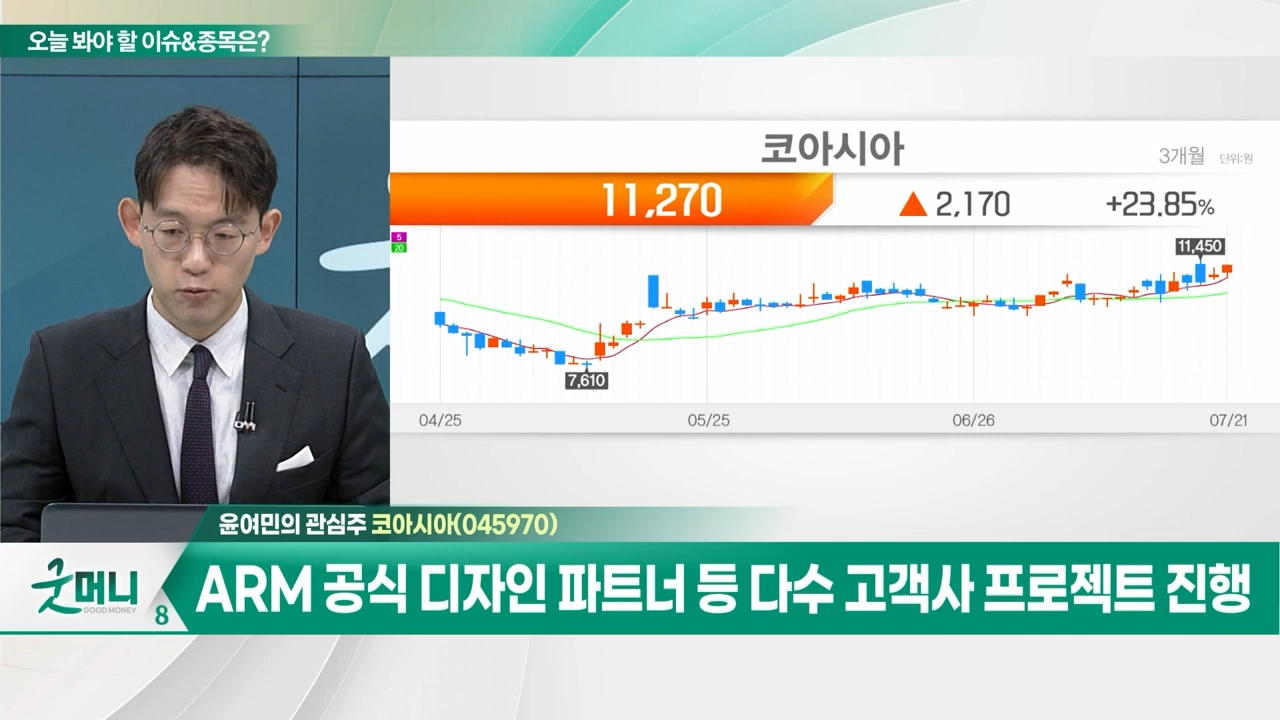 오늘 봐야 할 이슈&종목은?
코아시아
3개월 단위:원
11,270 ▲ 2,170 +23.85%
5
20
11,450
7,610
04/25 05/25 06/26 07/21
윤여민의 관심주 코아시아(045970)
굿머니
GOOD MONEY
8
ARM 공식 디자인 파트너 등 다수 고객사 프로젝트 진행